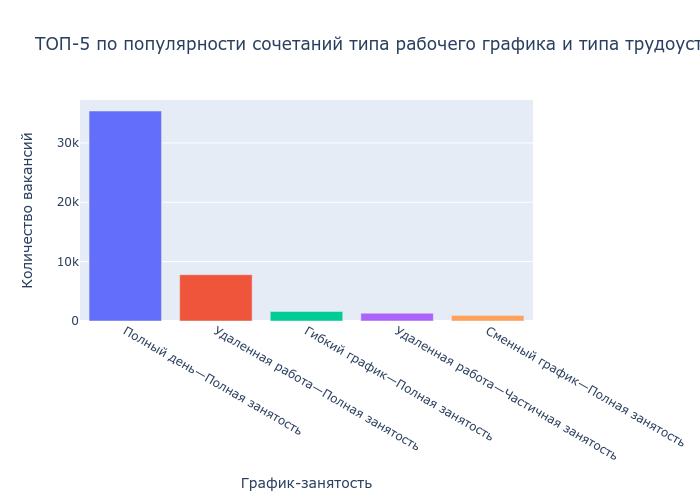 ТОП-5 по популярности сочетаний типа рабочего графика и типа трудоуст
Количество вакансий
30k
20k
10k
0
Полный день—Полная занятость
Удаленная работа—Полная занятость
Гибкий график—Полная занятость
Удаленная работа—Частичная занятость
Сменный график—Полная занятость
График-занятость